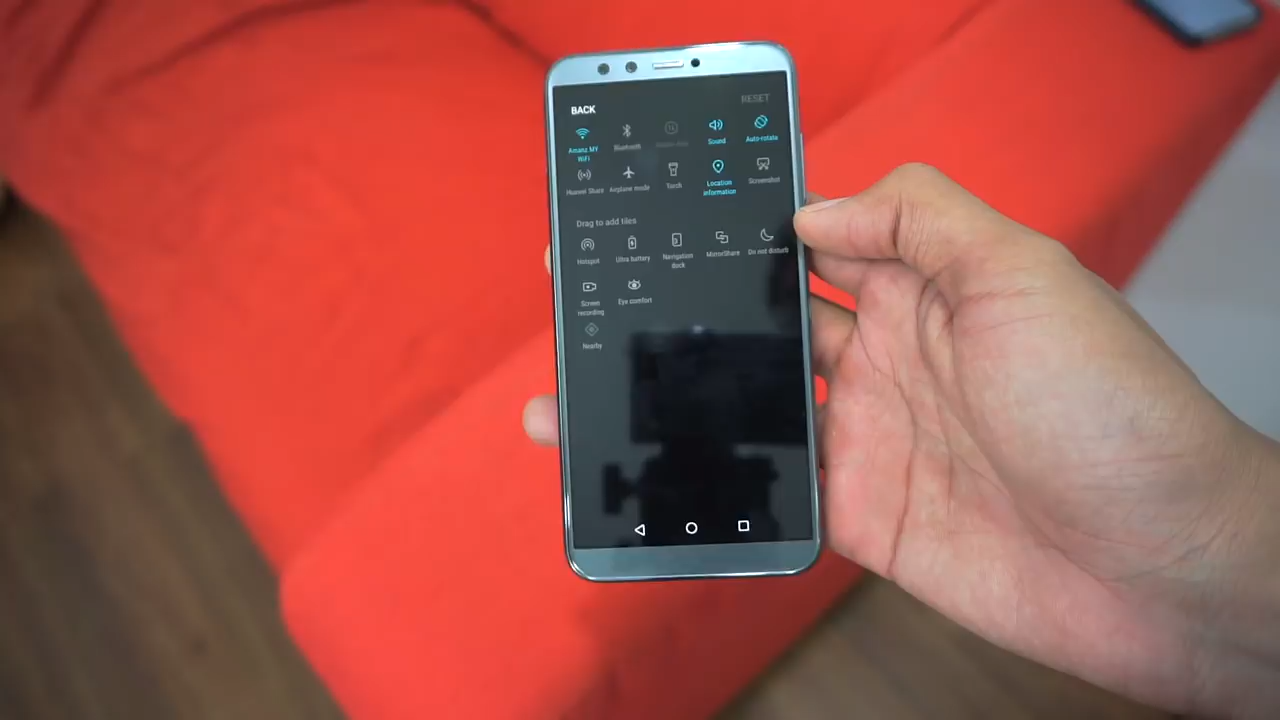 BACK
RESET
Amanz MY
WiFi
Bluetooth
Sound
Auto-rotate
Huawei Share
Airplane mode
Torch
Location
information
Screenshot
Drag to add tiles
Hotspot
Ultra battery
Navigation
dock
MirrorShare
Do not disturb
Screen
recording
Eye comfort
Nearby